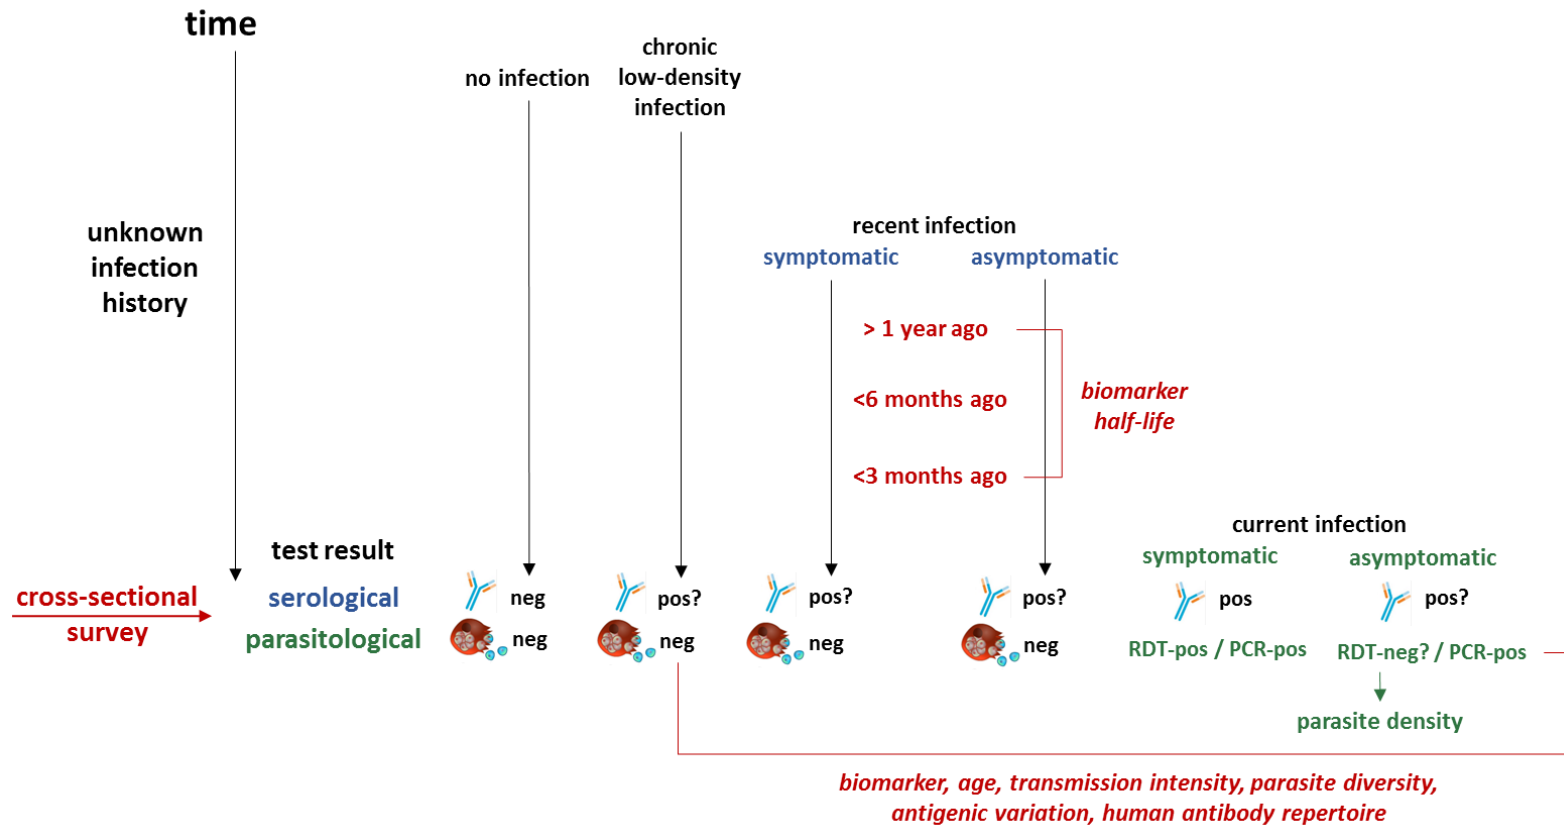 time
no infection
chronic
low-density
infection
unknown
infection
history
recent infection
symptomatic
asymptomatic
> 1 year ago
<6 months ago
<3 months ago
biomarker
half-life
current infection
symptomatic
asymptomatic
test result
cross-sectional
survey
serological
parasitological
neg
neg
pos?
neg
pos?
neg
pos?
neg
pos
RDT-pos / PCR-pos
pos?
RDT-neg? / PCR-pos
parasite density
biomarker, age, transmission intensity, parasite diversity,
antigenic variation, human antibody repertoire